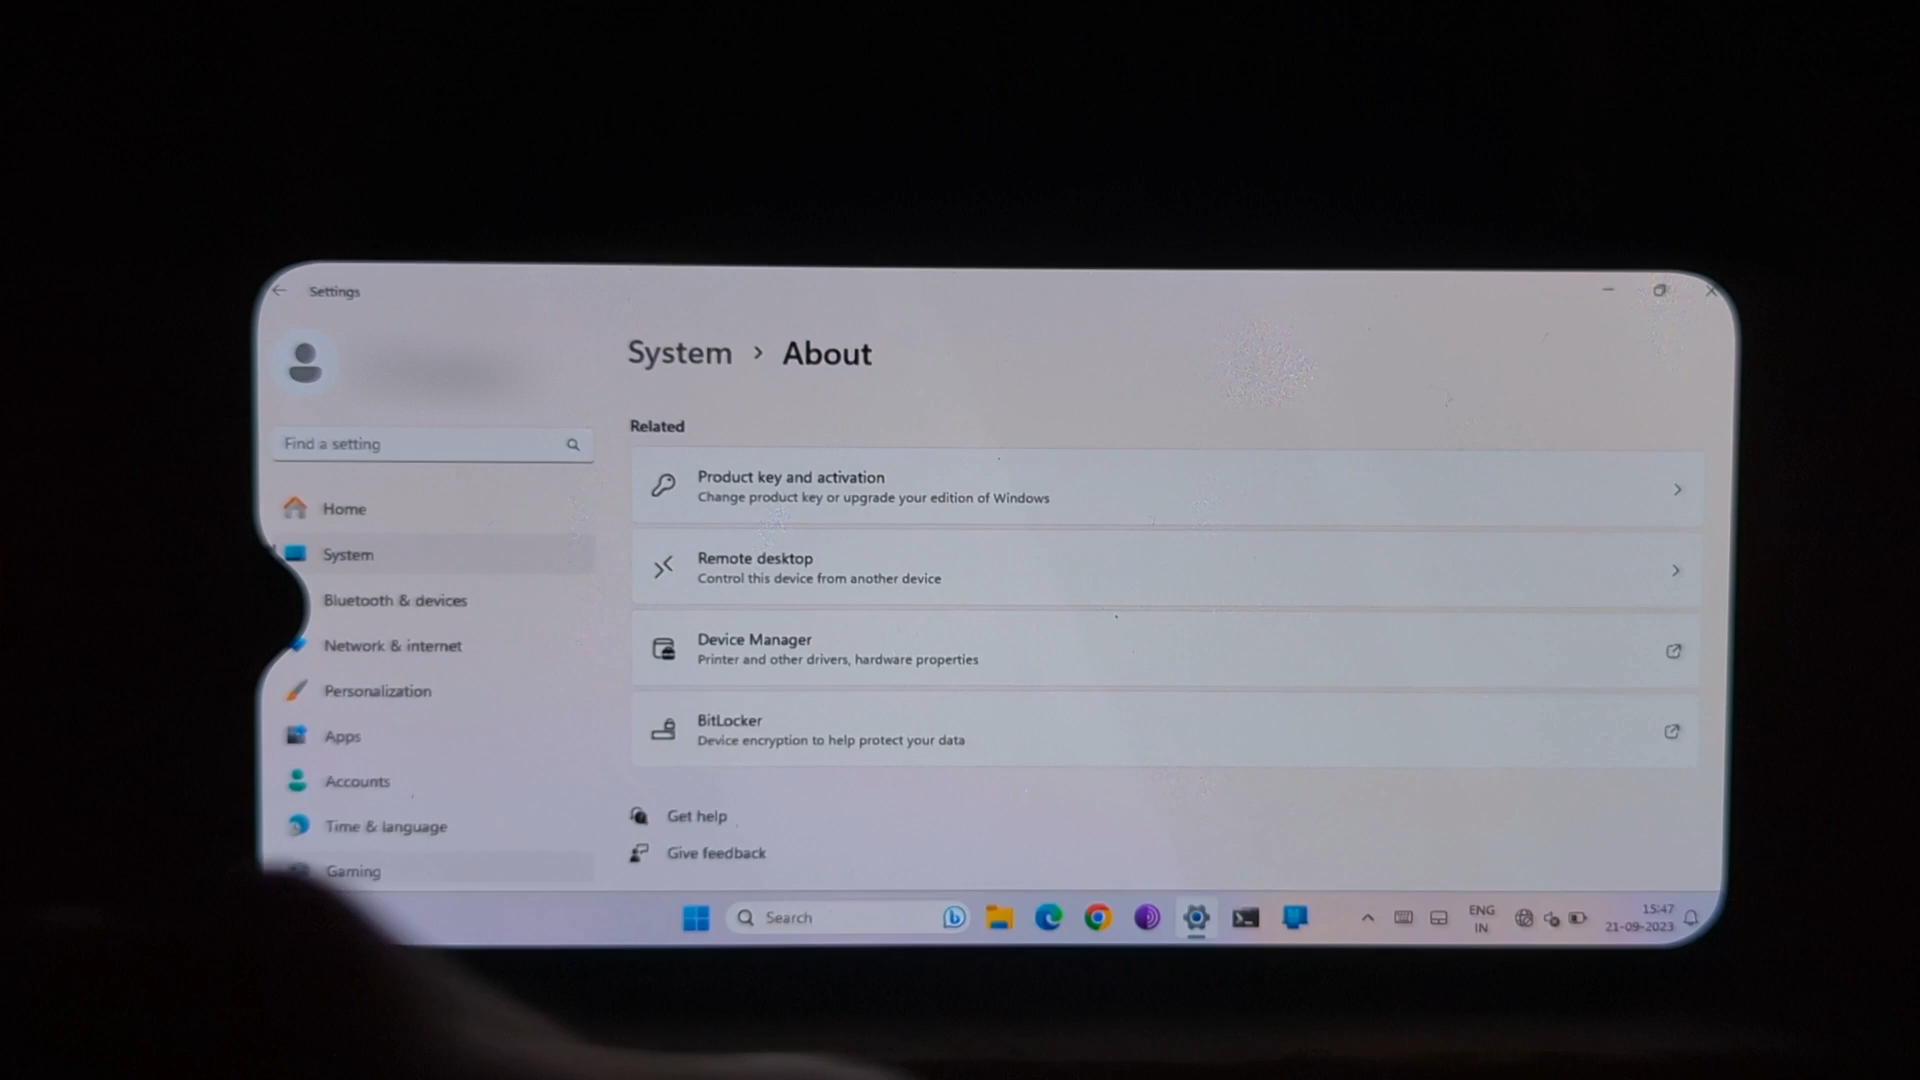 Settings
System > About
Find a setting
Home
System
Bluetooth & devices
Network & internet
Personalization
Apps
Accounts
Time & language
Gaming
Related
Product key and activation
Change product key or upgrade your edition of Windows
Remote desktop
Control this device from another device
Device Manager
Printer and other drivers, hardware properties
BitLocker
Device encryption to help protect your data
Get help
Give feedback
Search
ENG
IN
15:47
21-09-2023